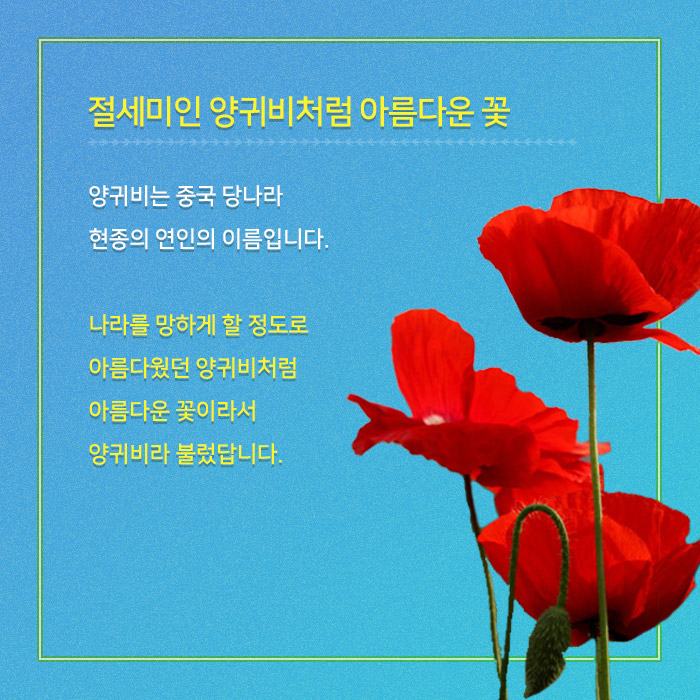 절세미인 양귀비처럼 아름다운 꽃
양귀비는 중국 당나라
현종의 연인의 이름입니다.
나라를 망하게 할 정도로
아름다웠던 양귀비처럼
아름다운 꽃이라서
양귀비라 불렀답니다.